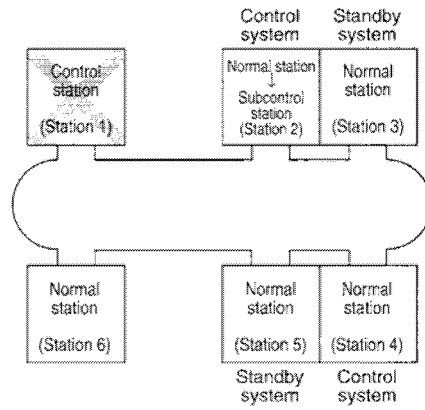 Control
system
Standby
system
Control
station
(Station 1)
Normal station
↓
Subcontrol
station
(Station 2)
Normal
station
(Station 3)
Normal
station
(Station 6)
Normal
station
(Station 5)
Normal
station
(Station 4)
Standby
system
Control
system